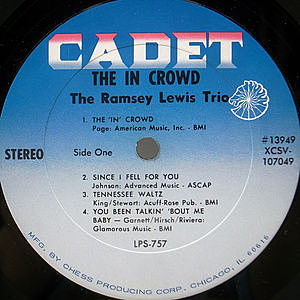 CADET
THE IN CROWD
The Ramsey Lewis Trio
1. THE 'IN' CROWD
Page: American Music, Inc. - BMI
#13949
STEREO
Side One
XCSV-
107049
2. SINCE I FELL FOR YOU
Johnson: Advanced Music - ASCAP
3. TENNESSEE WALTZ
King/Stewart: Acuff-Rose Pub. - BMI
4. YOU BEEN TALKIN' 'BOUT ME
BABY — Garnett/Hirsch/Riviera:
Glamorous Music - BMI
LPS-757
MFG. BY CHESS PRODUCING CORP. CHICAGO, IL 60616